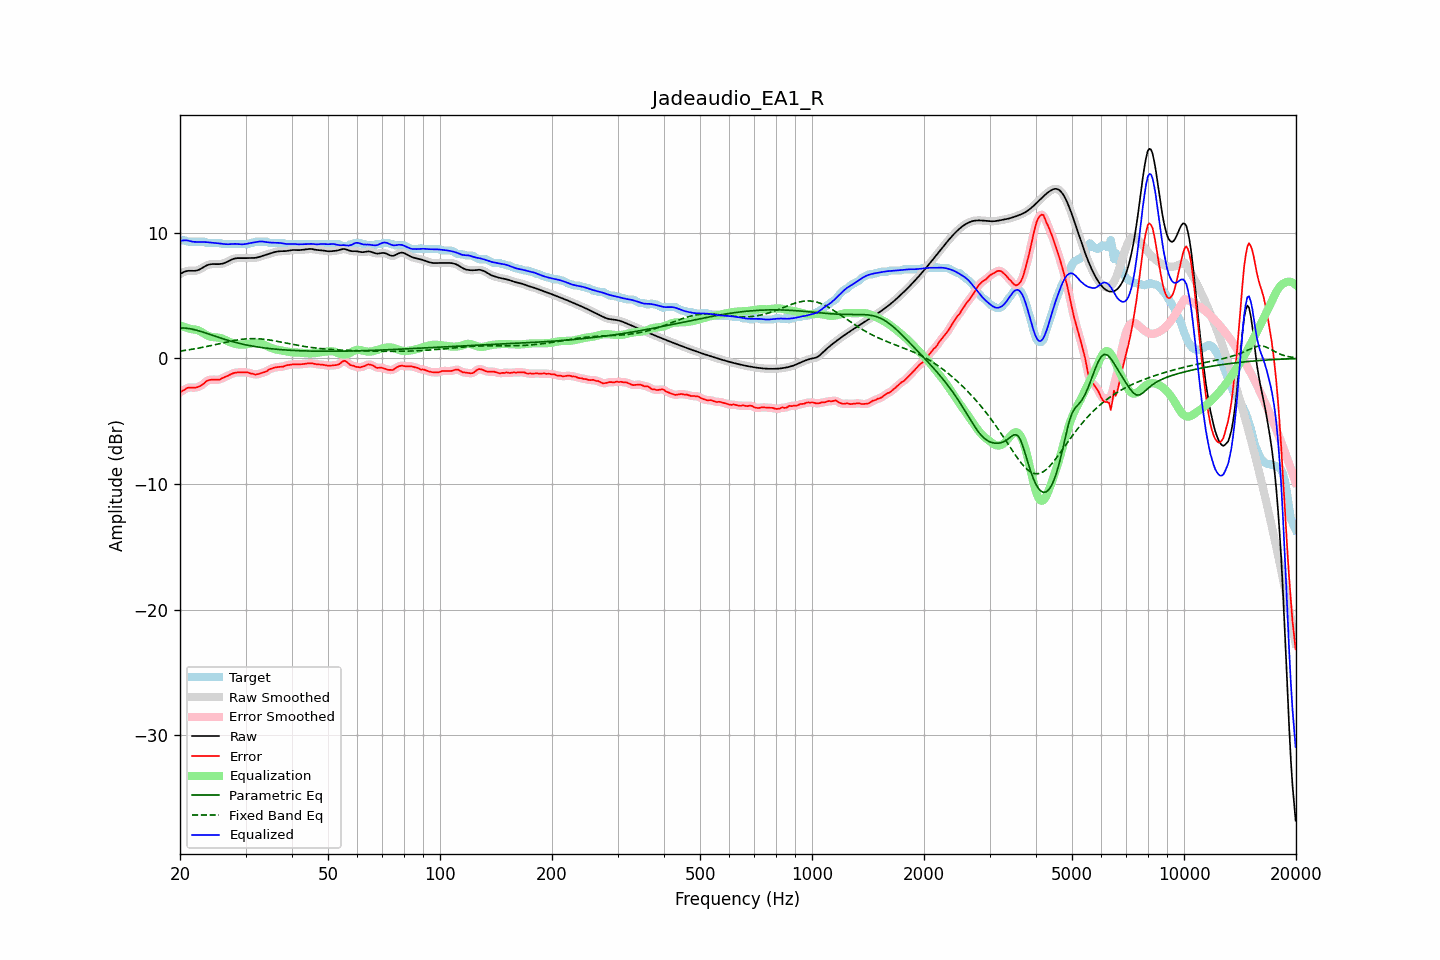 Jadeaudio_EA1_R
Amplitude (dBr)
10
0
−10
−20
−30
Target
Raw Smoothed
Error Smoothed
Raw
Error
Equalization
Parametric Eq
Fixed Band Eq
Equalized
20 50 100 200 500 1000 2000 5000 10000 20000
Frequency (Hz)